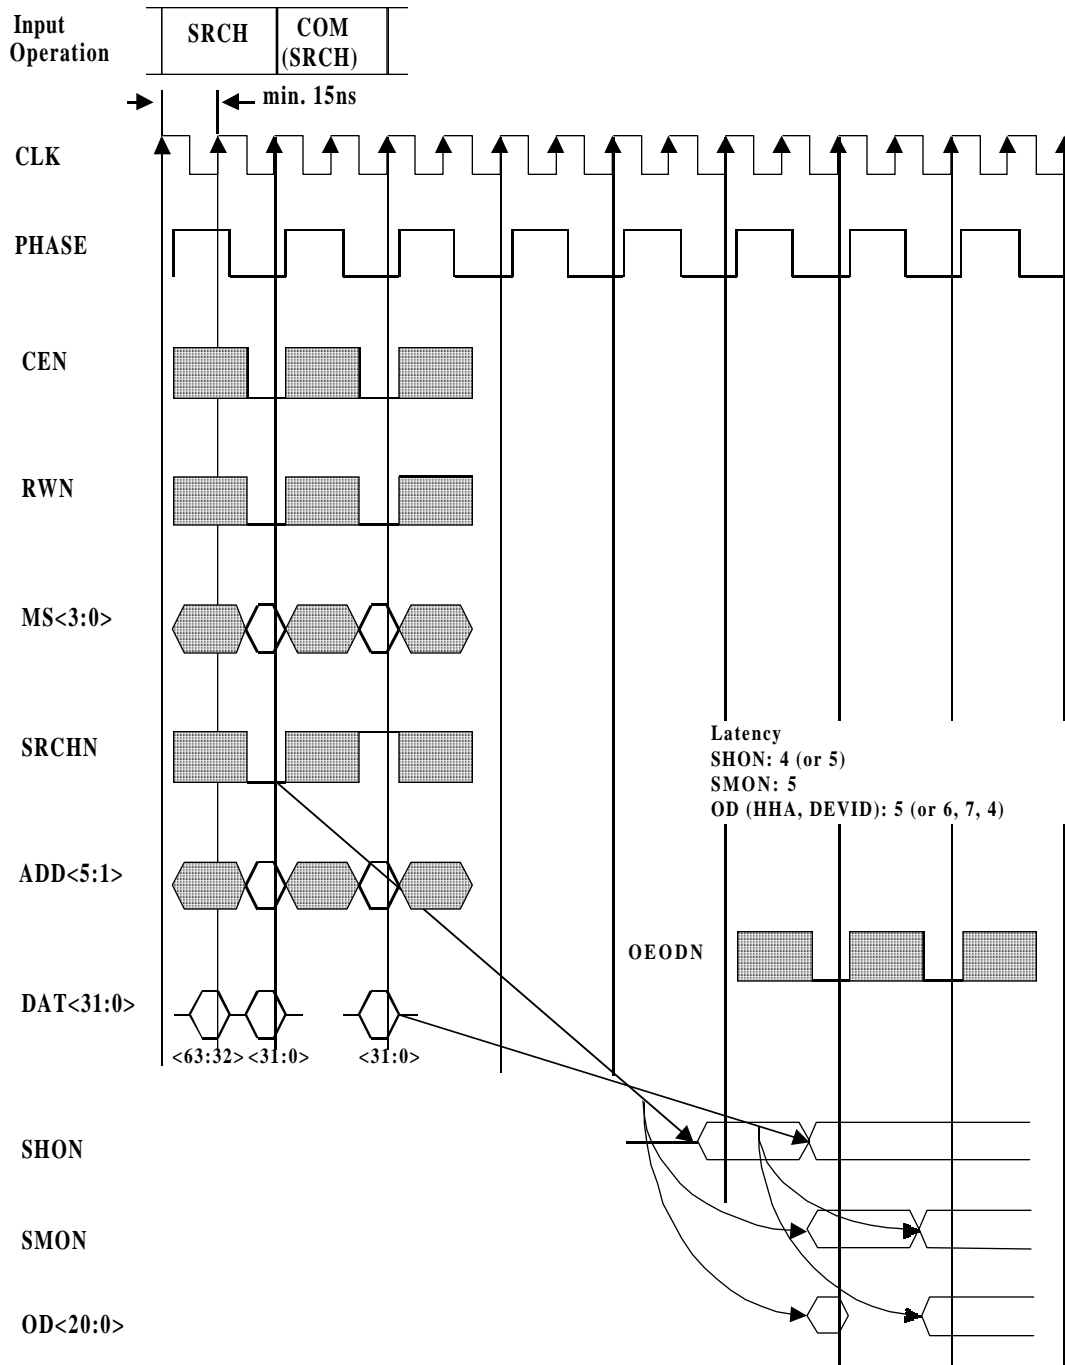 Input
Operation
SRCH
COM
(SRCH)
min. 15ns
CLK
PHASE
CEN
RWN
MS<3:0>
SRCHN
Latency
SHON: 4 (or 5)
SMON: 5
OD (HHA, DEVID): 5 (or 6, 7, 4)
ADD<5:1>
OEODN
DAT<31:0>
<63:32> <31:0> <31:0>
SHON
SMON
OD<20:0>